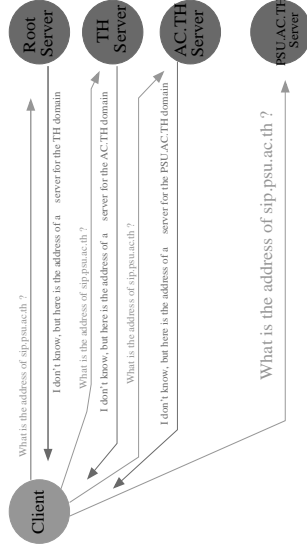 Root
Server
TH
Server
AC.TH
Server
PSU.AC.TH
Server
What is the address of sip.psu.ac.th ?
I don't know, but here is the address of a server for the TH domain
What is the address of sip.psu.ac.th ?
I don't know, but here is the address of a server for the AC.TH domain
What is the address of sip.psu.ac.th ?
I don't know, but here is the address of a server for the PSU.AC.TH domain
What is the address of sip.psu.ac.th ?
Client